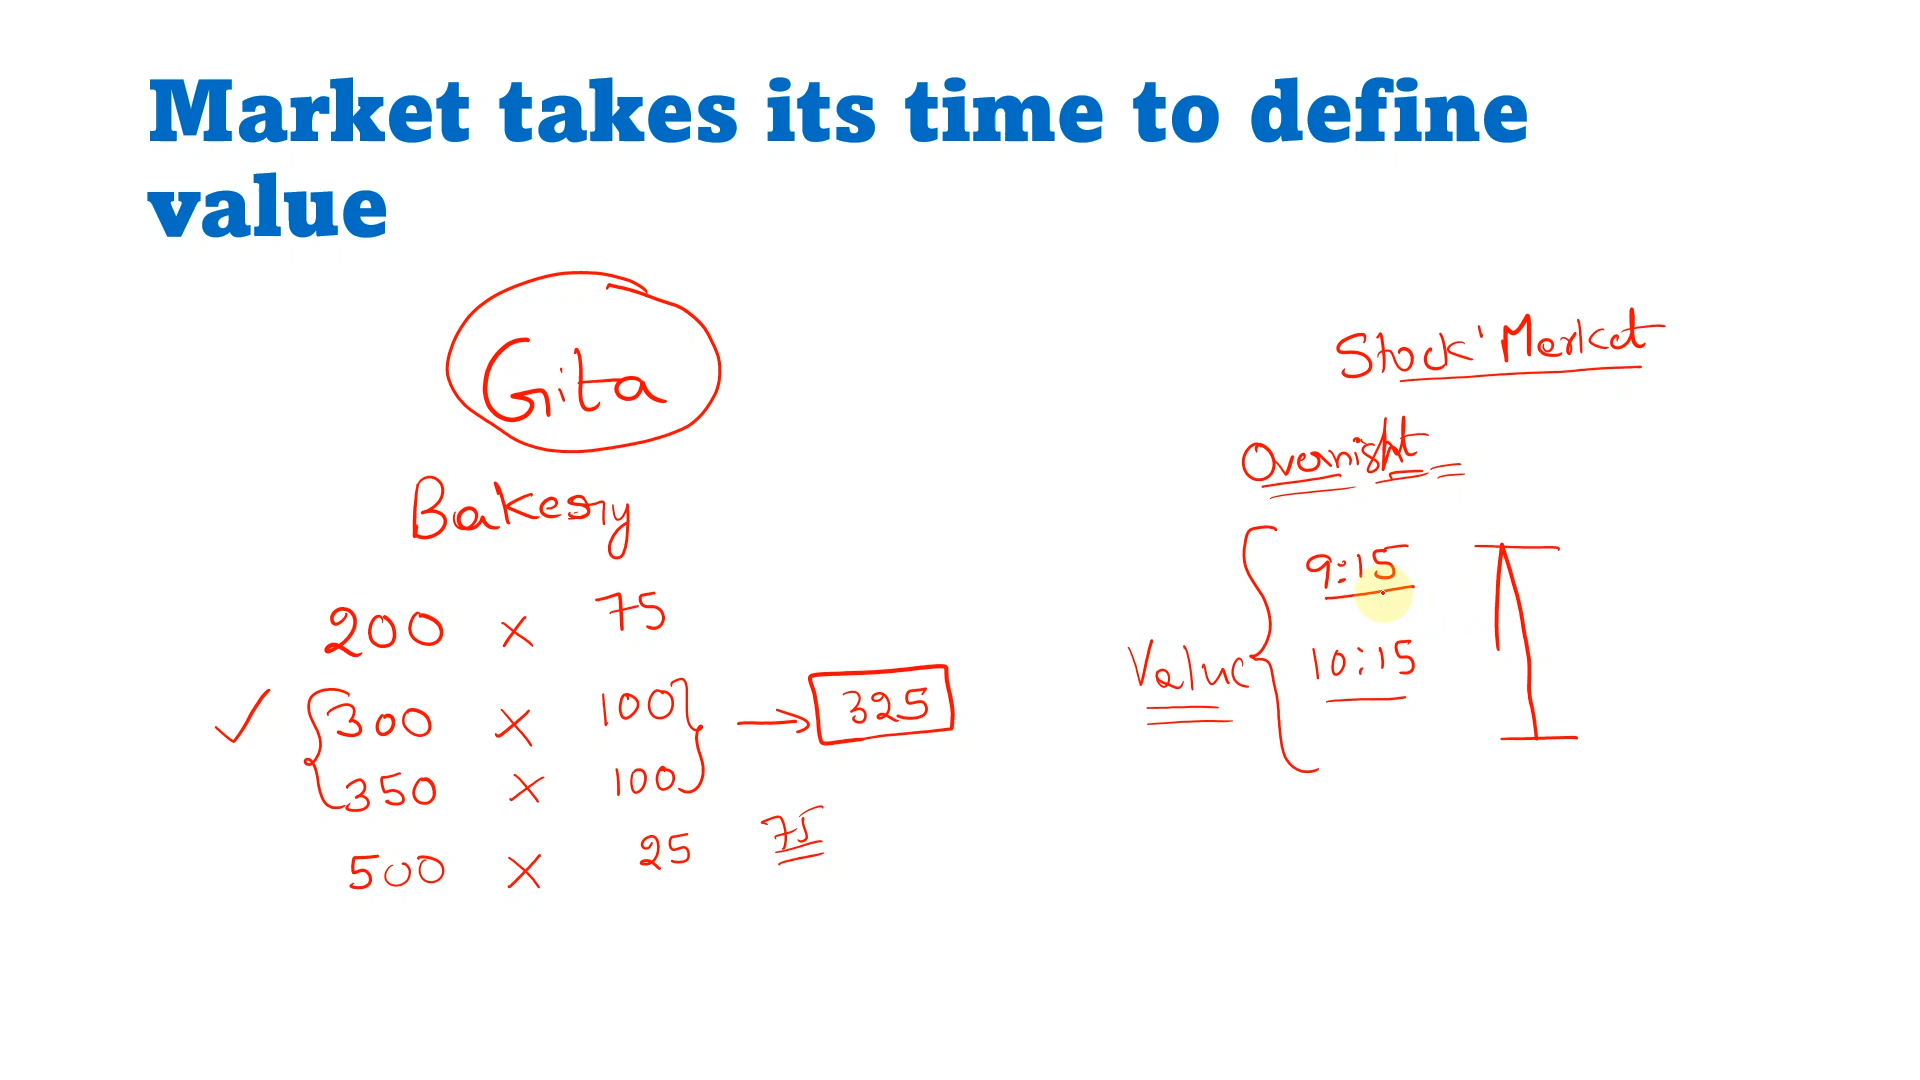 Market takes its time to define
value
Gita
Bakery
200 x 75
300 x 100
350 x 100
500 x 25 75
325
Stock Market
Overnight
9:15
10:15
Value